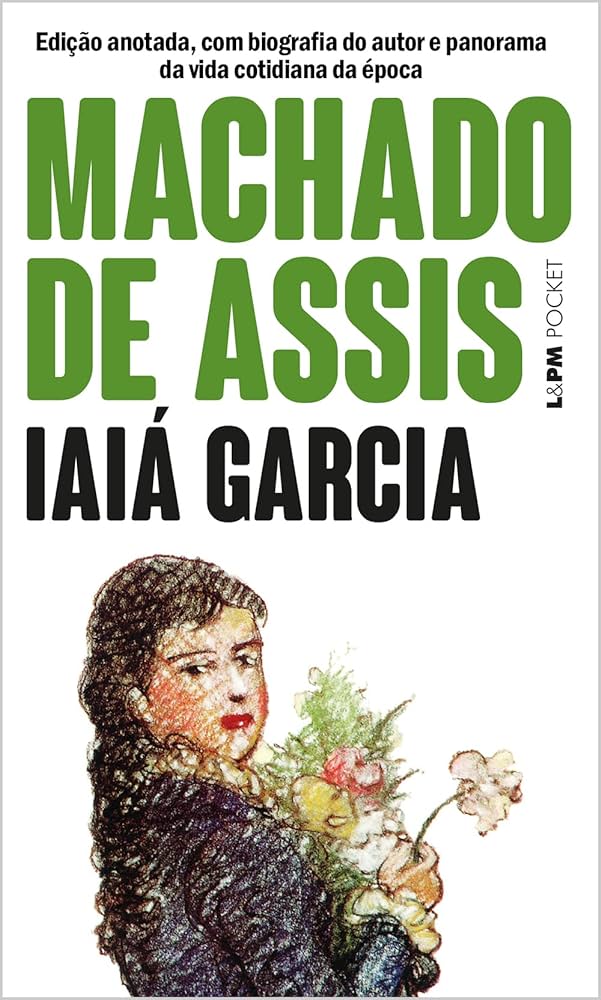 Edição anotada, com biografia do autor e panorama
da vida cotidiana da época
MACHADO
DE ASSIS
L&PM POCKET
IAIÁ GARCIA